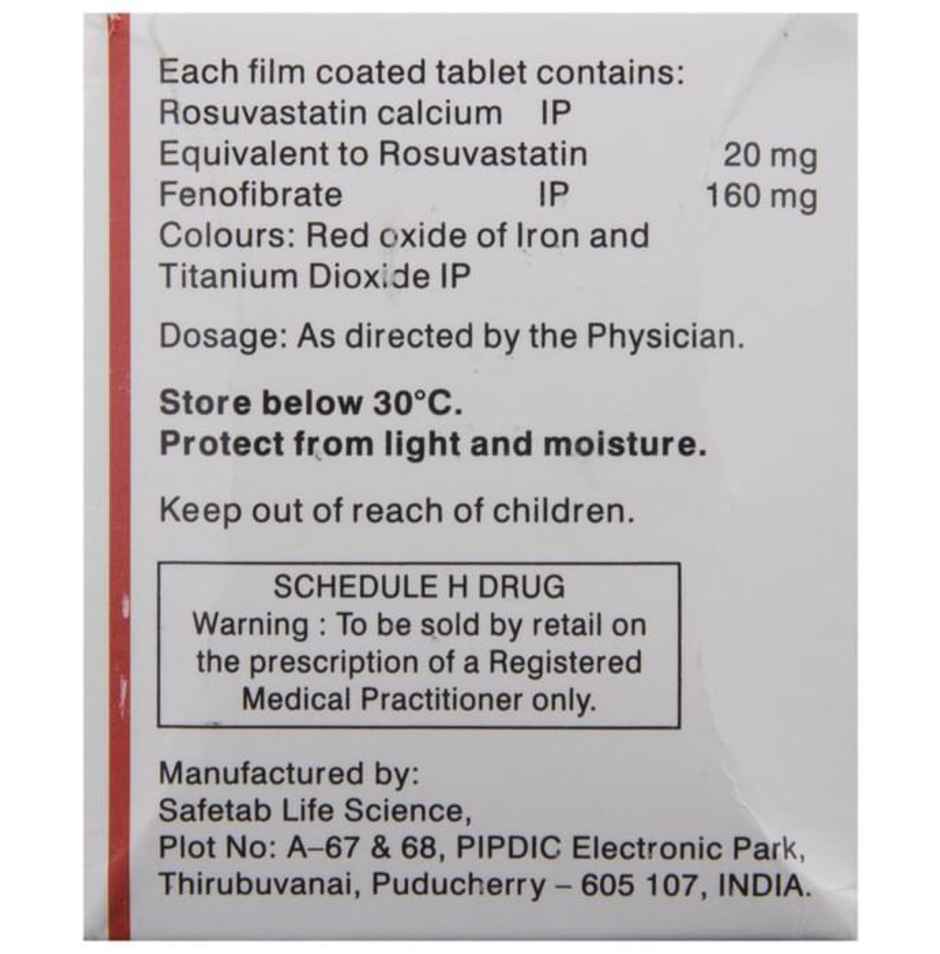 Each film coated tablet contains:
Rosuvastatin calcium IP
Equivalent to Rosuvastatin 20 mg
Fenofibrate IP 160 mg
Colours: Red oxide of Iron and
Titanium Dioxide IP
Dosage: As directed by the Physician.
Store below 30°C.
Protect from light and moisture.
Keep out of reach of children.
SCHEDULE H DRUG
Warning : To be sold by retail on
the prescription of a Registered
Medical Practitioner only.
Manufactured by:
Safetab Life Science,
Plot No: A–67 & 68, PIPDIC Electronic Park,
Thirubuvanai, Puducherry – 605 107, INDIA.